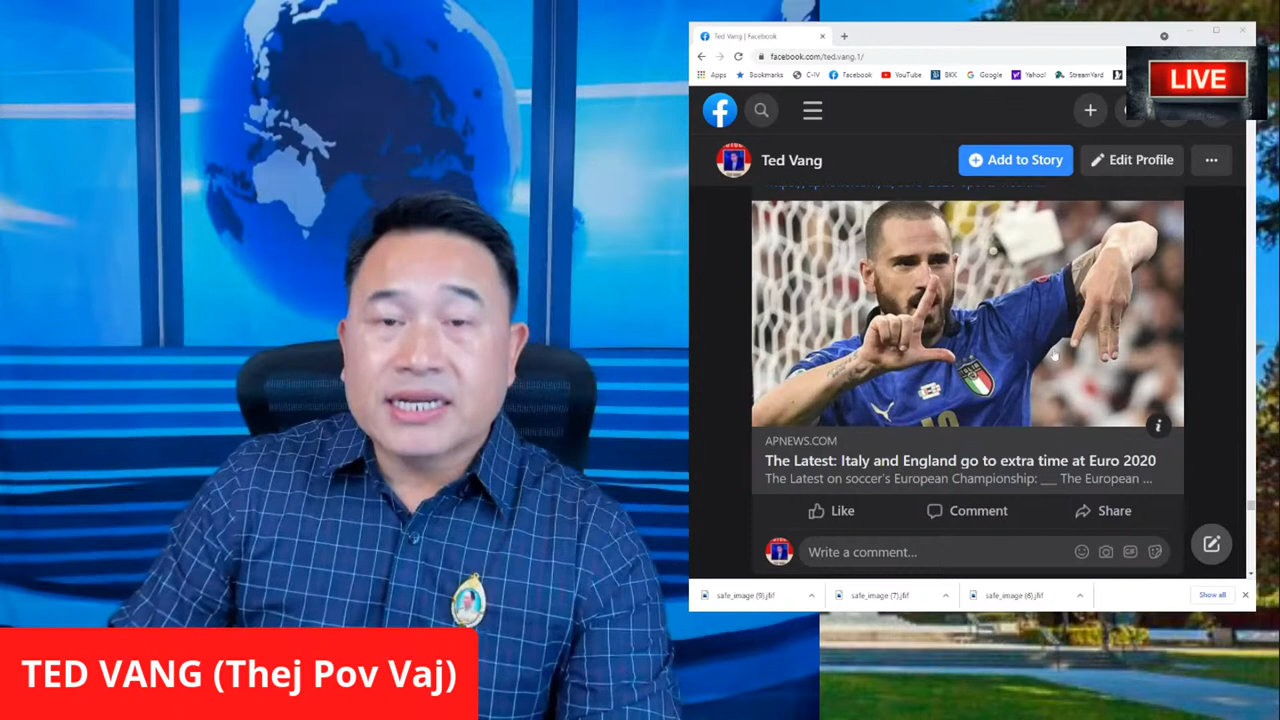 Ted Vang | Facebook
facebook.com/ted.vang.1/
Apps
Bookmarks
C-IV
Facebook
YouTube
BKX
Google
Yahoo!
StreamYard
LIVE
Ted Vang
Add to Story
Edit Profile
APNEWS.COM
The Latest: Italy and England go to extra time at Euro 2020
The Latest on soccer's European Championship: __ The European ...
Like
Comment
Share
Write a comment...
safe_image (9).jfif
safe_image (7).jfif
safe_image (6).jfif
Show all
TED VANG (Thej Pov Vaj)